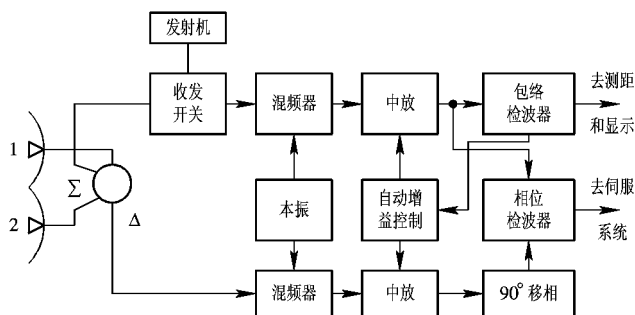 发射机
收发
开关
混频器
中放
包络
检波器
去测距
和显示
1
2
Σ
Δ
本振
自动增
益控制
相位
检波器
去伺服
系统
混频器
中放
90°移相